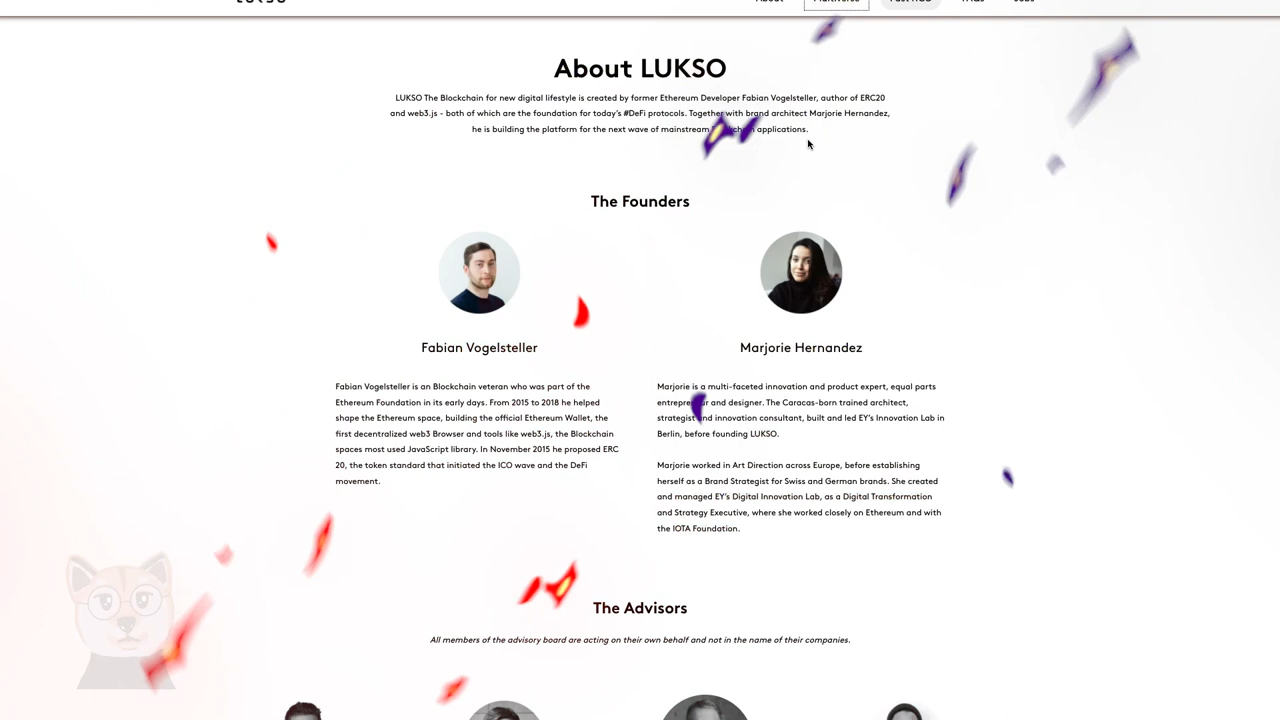 LUKSO
About
Multiverse
Past RICO
FAQs
Jobs
About LUKSO
LUKSO The Blockchain for new digital lifestyle is created by former Ethereum Developer Fabian Vogelsteller, author of ERC20
and web3.js - both of which are the foundation for today's #DeFi protocols. Together with brand architect Marjorie Hernandez,
he is building the platform for the next wave of mainstream blockchain applications.
The Founders
Fabian Vogelsteller
Marjorie Hernandez
Fabian Vogelsteller is an Blockchain veteran who was part of the
Ethereum Foundation in its early days. From 2015 to 2018 he helped
shape the Ethereum space, building the official Ethereum Wallet, the
first decentralized web3 Browser and tools like web3.js, the Blockchain
spaces most used JavaScript library. In November 2015 he proposed ERC
20, the token standard that initiated the ICO wave and the DeFi
movement.
Marjorie is a multi-faceted innovation and product expert, equal parts
entrepreneur and designer. The Caracas-born trained architect,
strategist and innovation consultant, built and led EY's Innovation Lab in
Berlin, before founding LUKSO.
Marjorie worked in Art Direction across Europe, before establishing
herself as a Brand Strategist for Swiss and German brands. She created
and managed EY's Digital Innovation Lab, as a Digital Transformation
and Strategy Executive, where she worked closely on Ethereum and with
the IOTA Foundation.
The Advisors
All members of the advisory board are acting on their own behalf and not in the name of their companies.